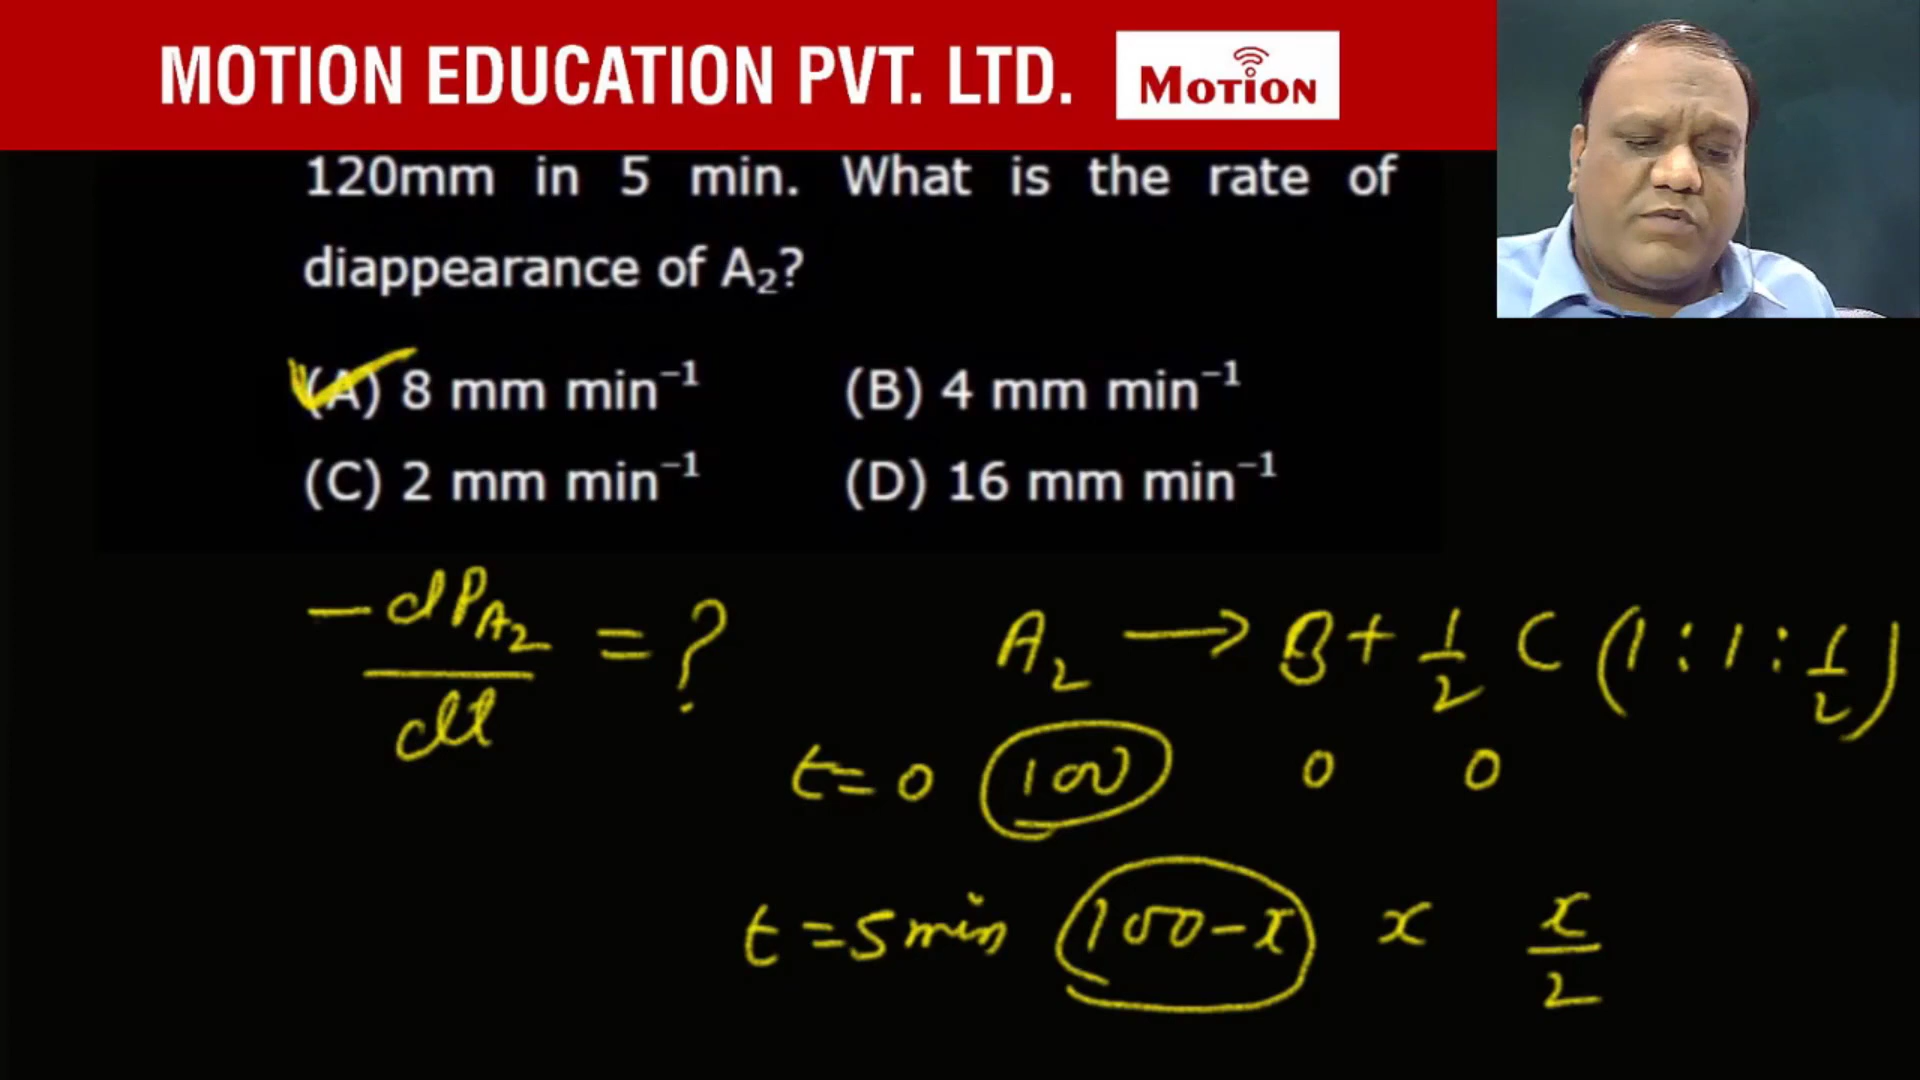 MOTION EDUCATION PVT. LTD. MOTION
120mm in 5 min. What is the rate of
diappearance of A₂?
(A) 8 mm min⁻¹ (B) 4 mm min⁻¹
(C) 2 mm min⁻¹ (D) 16 mm min⁻¹
-dP_A₂/dt = ? A₂ → B + 1/2 C (1 : 1 : 1/2)
t=0 100 0 0
t=5min 100-x x x/2